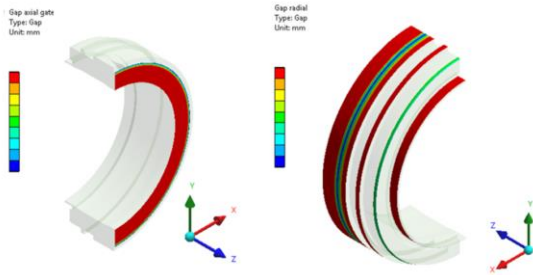 Gap axial gate
Type: Gap
Unit: mm
Y
X
Z
Gap radial
Type: Gap
Unit: mm
Y
Z
X